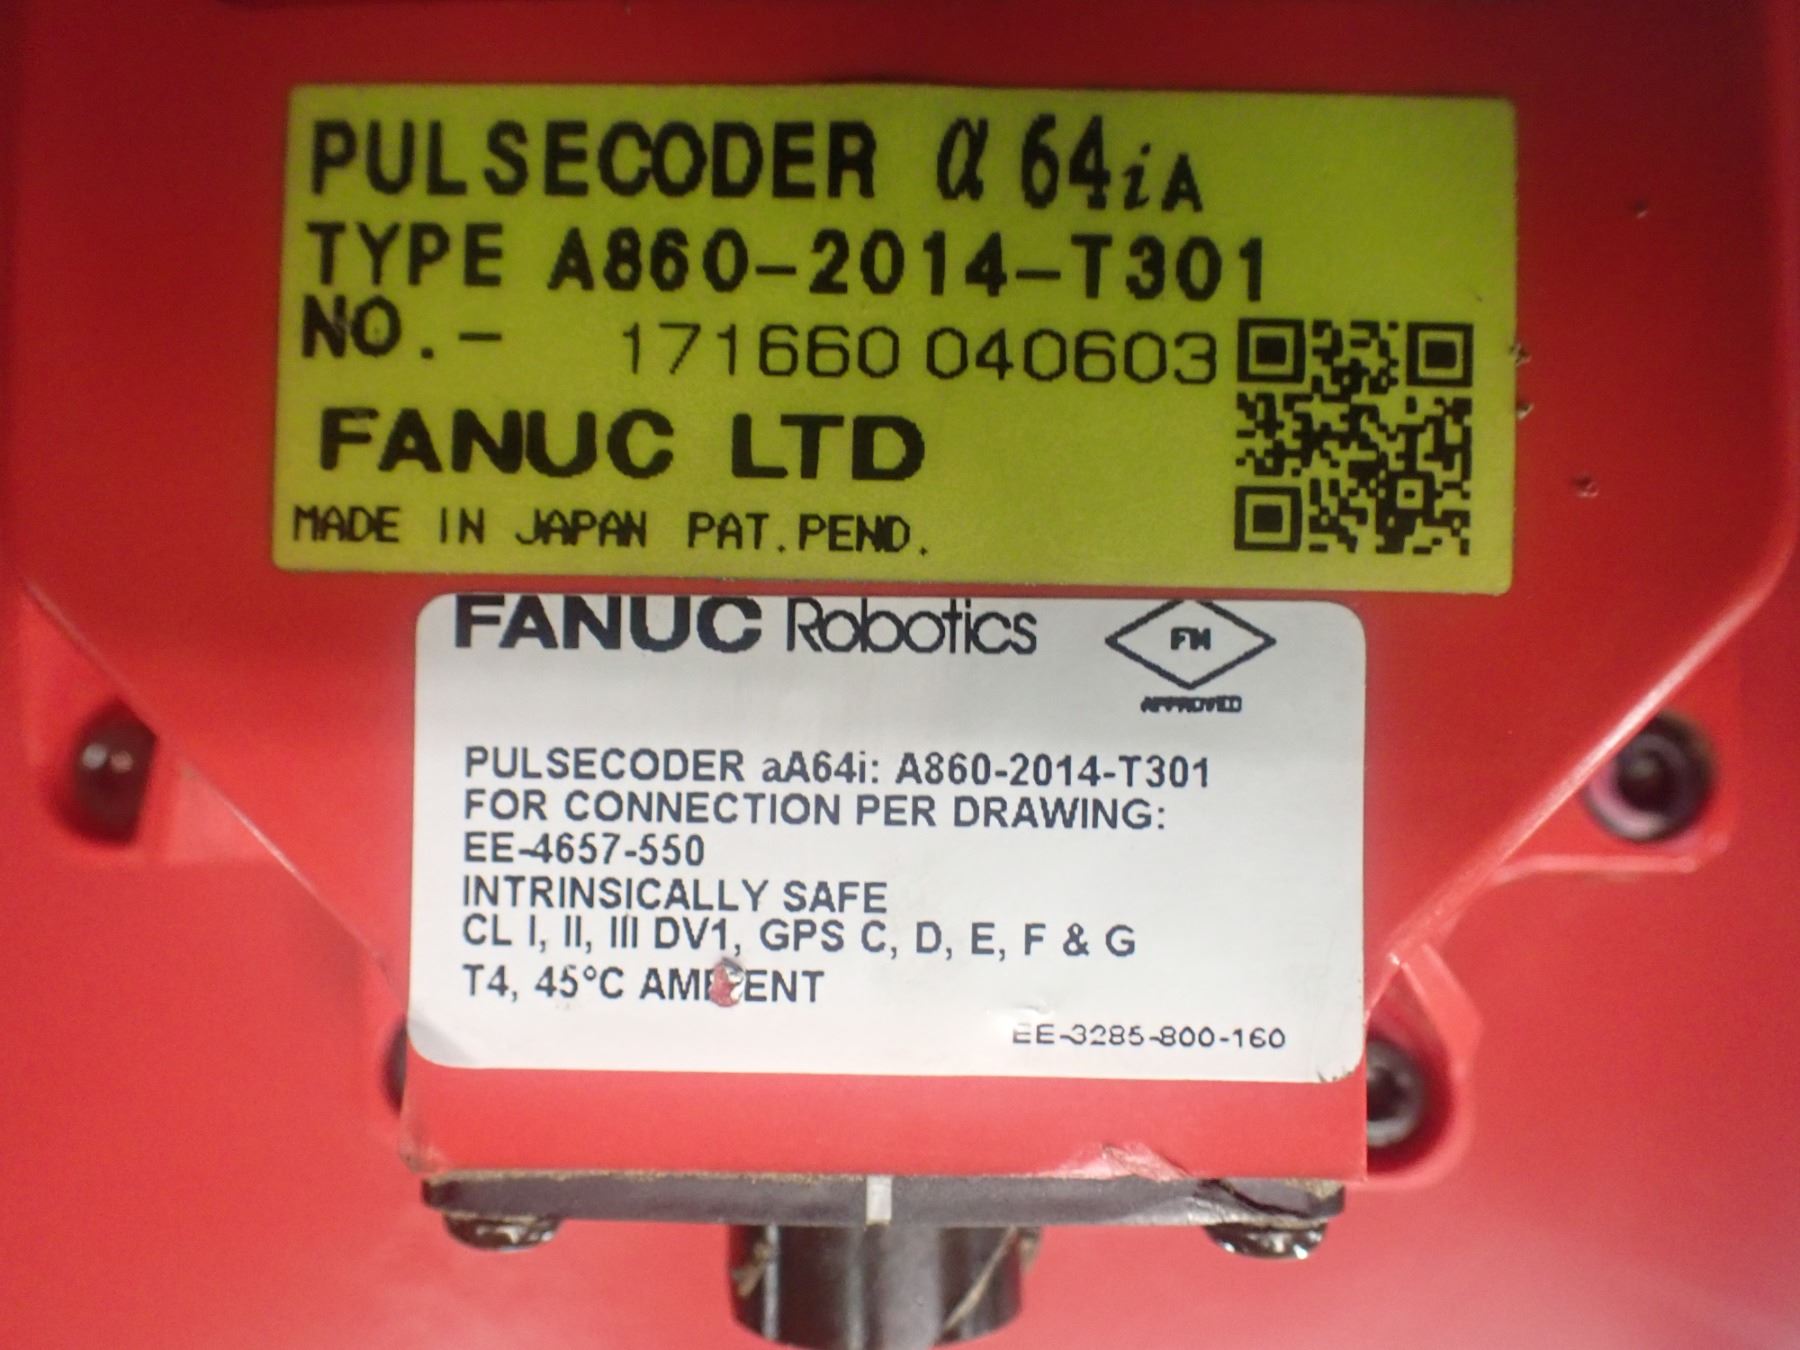 PULSECODER α 64iA
TYPE A860-2014-T301
NO. - 171660 040603
FANUC LTD
MADE IN JAPAN PAT. PEND.
FANUC Robotics
FM
APPROVED
PULSECODER aA64i: A860-2014-T301
FOR CONNECTION PER DRAWING:
EE-4657-550
INTRINSICALLY SAFE
CL I, II, III DV1, GPS C, D, E, F & G
T4, 45°C AMBIENT
EE-3285-800-160